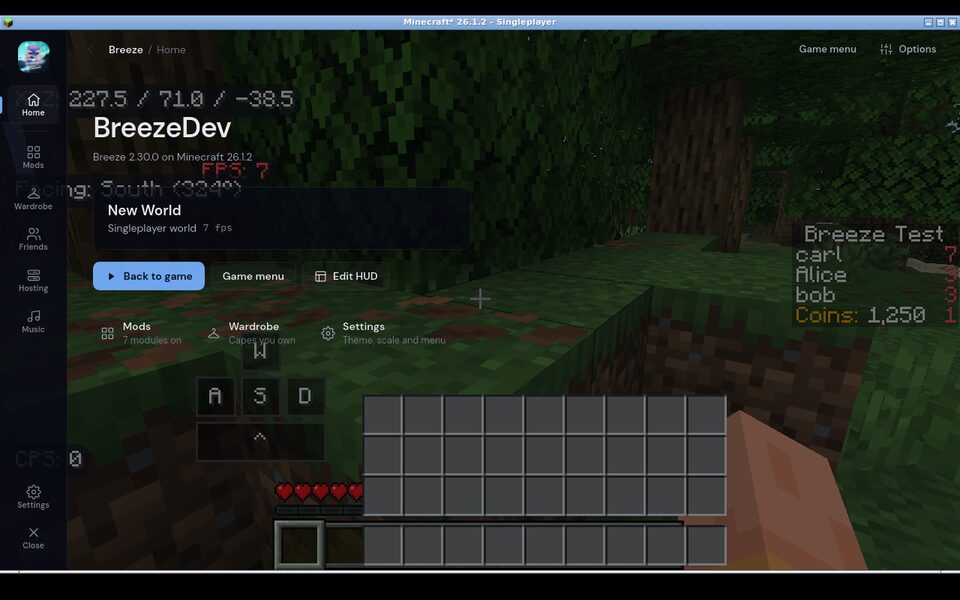 Minecraft* 26.1.2 - Singleplayer
Breeze / Home
Game menu
Options
227.5 / 71.0 / -38.5
Home
BreezeDev
Breeze 2.30.0 on Minecraft 26.1.2
FPS: 7
Mods
Facing: South (324°)
Wardrobe
New World
Singleplayer world 7 fps
Friends
Breeze Test
carl 7
Alice 3
bob 3
Coins: 1,250 1
Back to game
Game menu
Edit HUD
Hosting
Music
Mods
7 modules on
Wardrobe
Capes you own
Settings
Theme, scale and menu
W
A
S
D
^
CPS: 0
Settings
Close